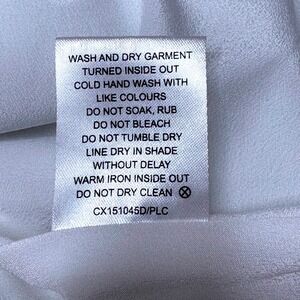 WASH AND DRY GARMENT
TURNED INSIDE OUT
COLD HAND WASH WITH
LIKE COLOURS
DO NOT SOAK, RUB
DO NOT BLEACH
DO NOT TUMBLE DRY
LINE DRY IN SHADE
WITHOUT DELAY
WARM IRON INSIDE OUT
DO NOT DRY CLEAN
CX151045D/PLC